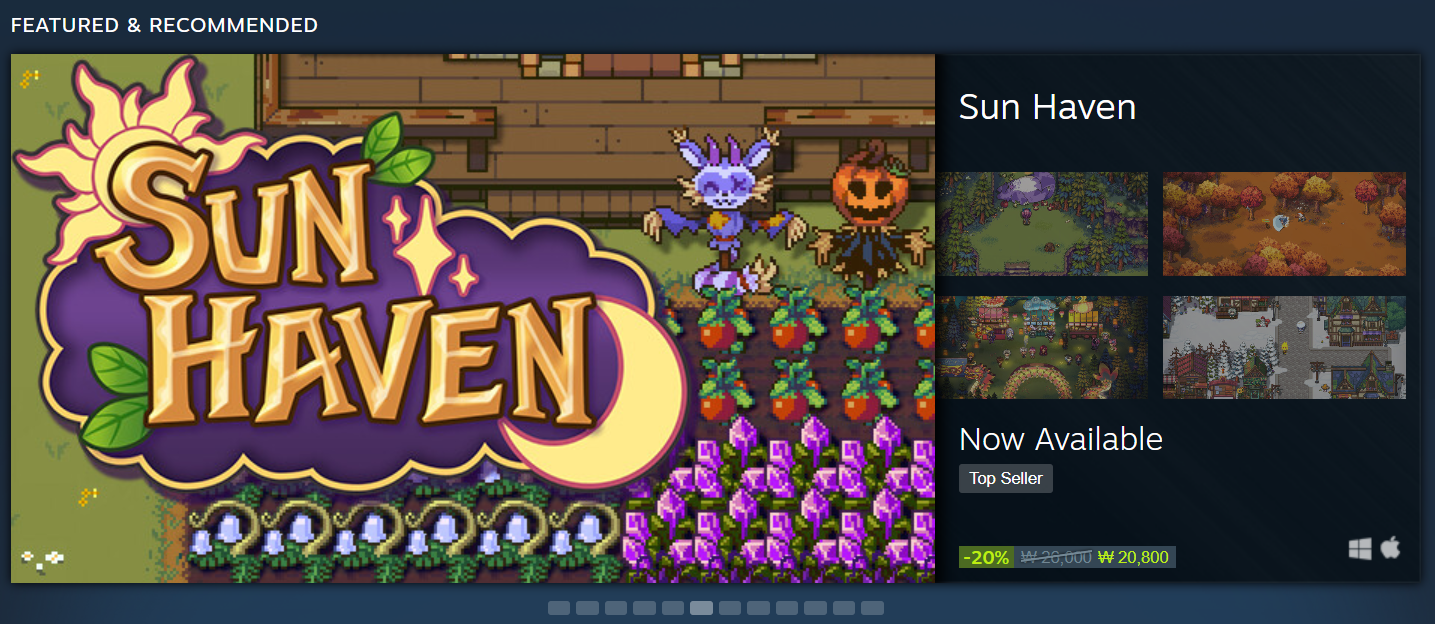 FEATURED & RECOMMENDED
SUN
HAVEN
Sun Haven
Now Available
Top Seller
-20% ₩ 26,000 ₩ 20,800